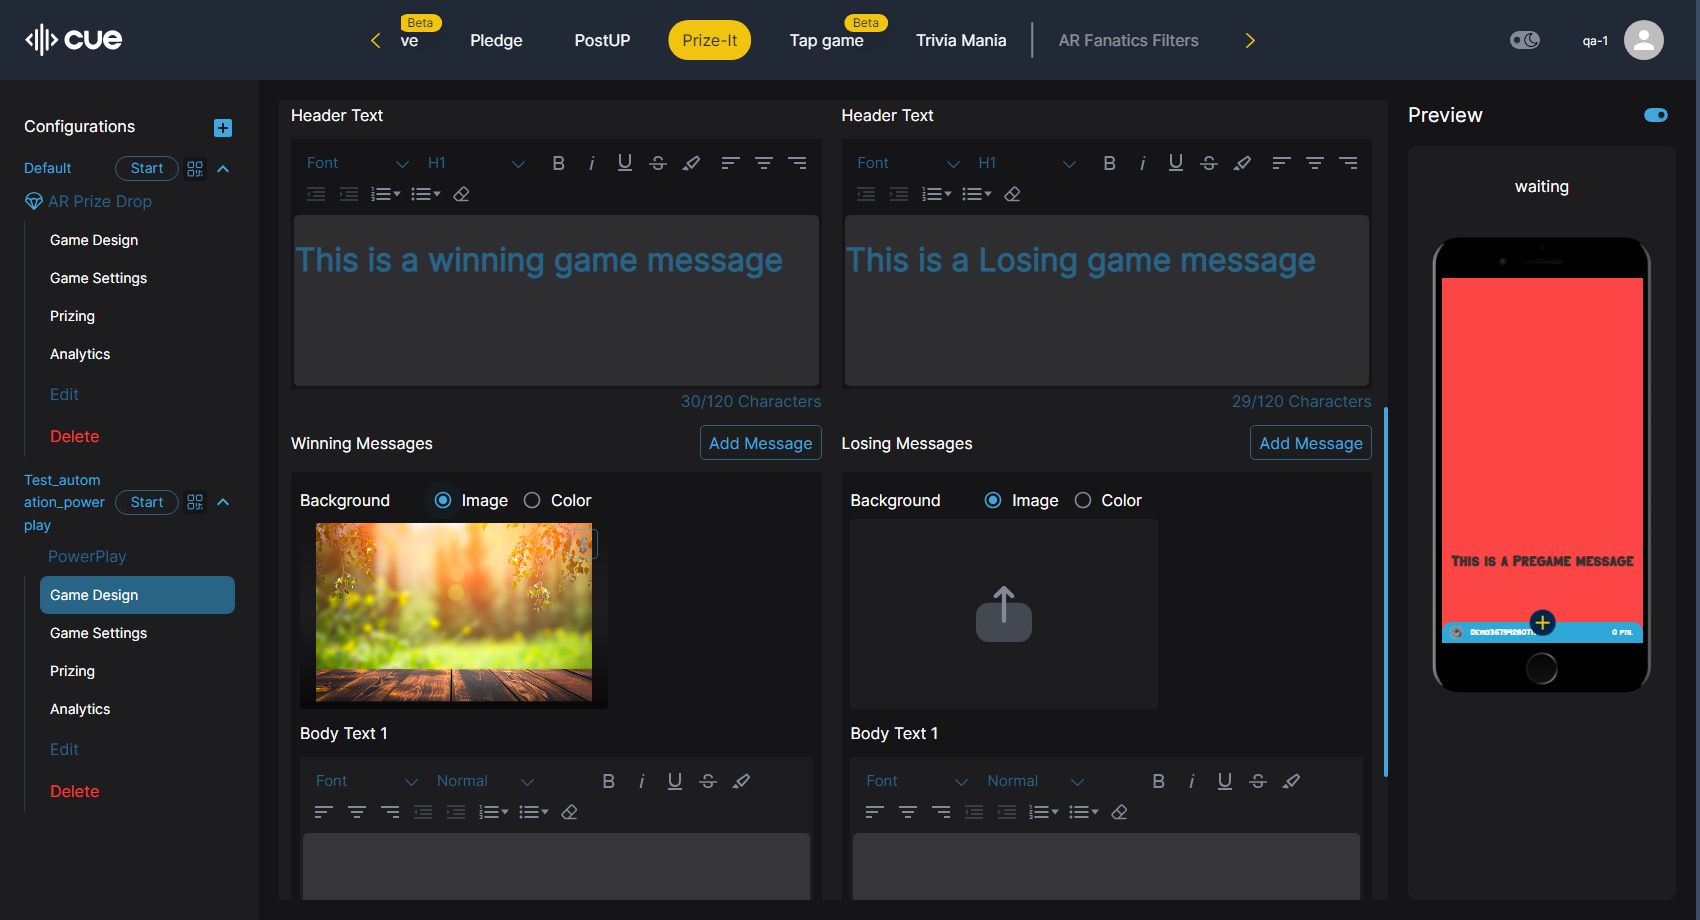 cue
Beta
ve
Pledge
PostUP
Prize-It
Beta
Tap game
Trivia Mania
AR Fanatics Filters
qa-1
Configurations
Default
Start
AR Prize Drop
Game Design
Game Settings
Prizing
Analytics
Edit
Delete
Test_autom
ation_power
play
Start
PowerPlay
Game Design
Game Settings
Prizing
Analytics
Edit
Delete
Header Text
Font
H1
This is a winning game message
30/120 Characters
Winning Messages
Add Message
Background
Image
Color
Body Text 1
Font
Normal
Header Text
Font
H1
This is a Losing game message
29/120 Characters
Losing Messages
Add Message
Background
Image
Color
Body Text 1
Font
Normal
Preview
waiting
This is a Pregame message
0 pts.